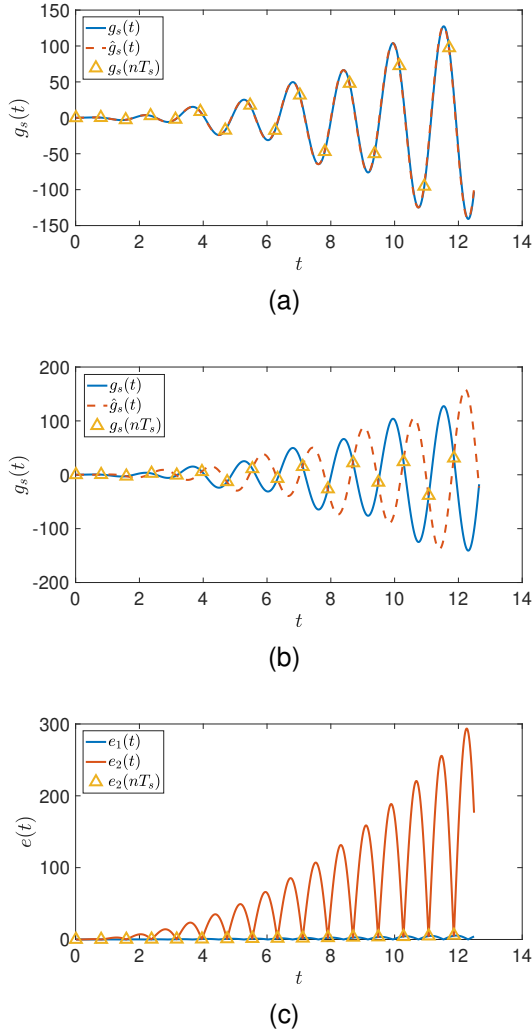 150
100
50
0
-50
-100
-150
g_s(t)
g_s(t)
ĝ_s(t)
g_s(nT_s)
0 2 4 6 8 10 12 14
t
(a)
200
100
0
-100
-200
g_s(t)
g_s(t)
ĝ_s(t)
g_s(nT_s)
0 2 4 6 8 10 12 14
t
(b)
300
200
100
0
e(t)
e_1(t)
e_2(t)
e_2(nT_s)
0 2 4 6 8 10 12 14
t
(c)